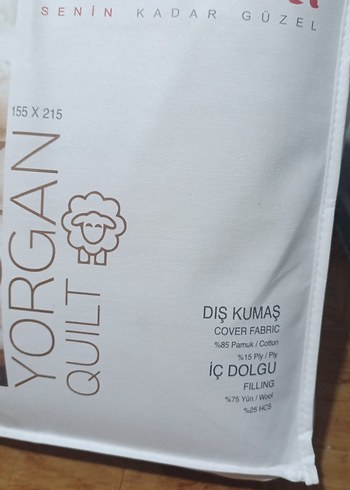 SENİN KADAR GÜZEL
155 X 215
YORGAN
QUILT
DIŞ KUMAŞ
COVER FABRIC
%85 Pamuk / Cotton
%15 Ply / Ply
İÇ DOLGU
FILLING
%75 Yün / Wool
%25 HCS